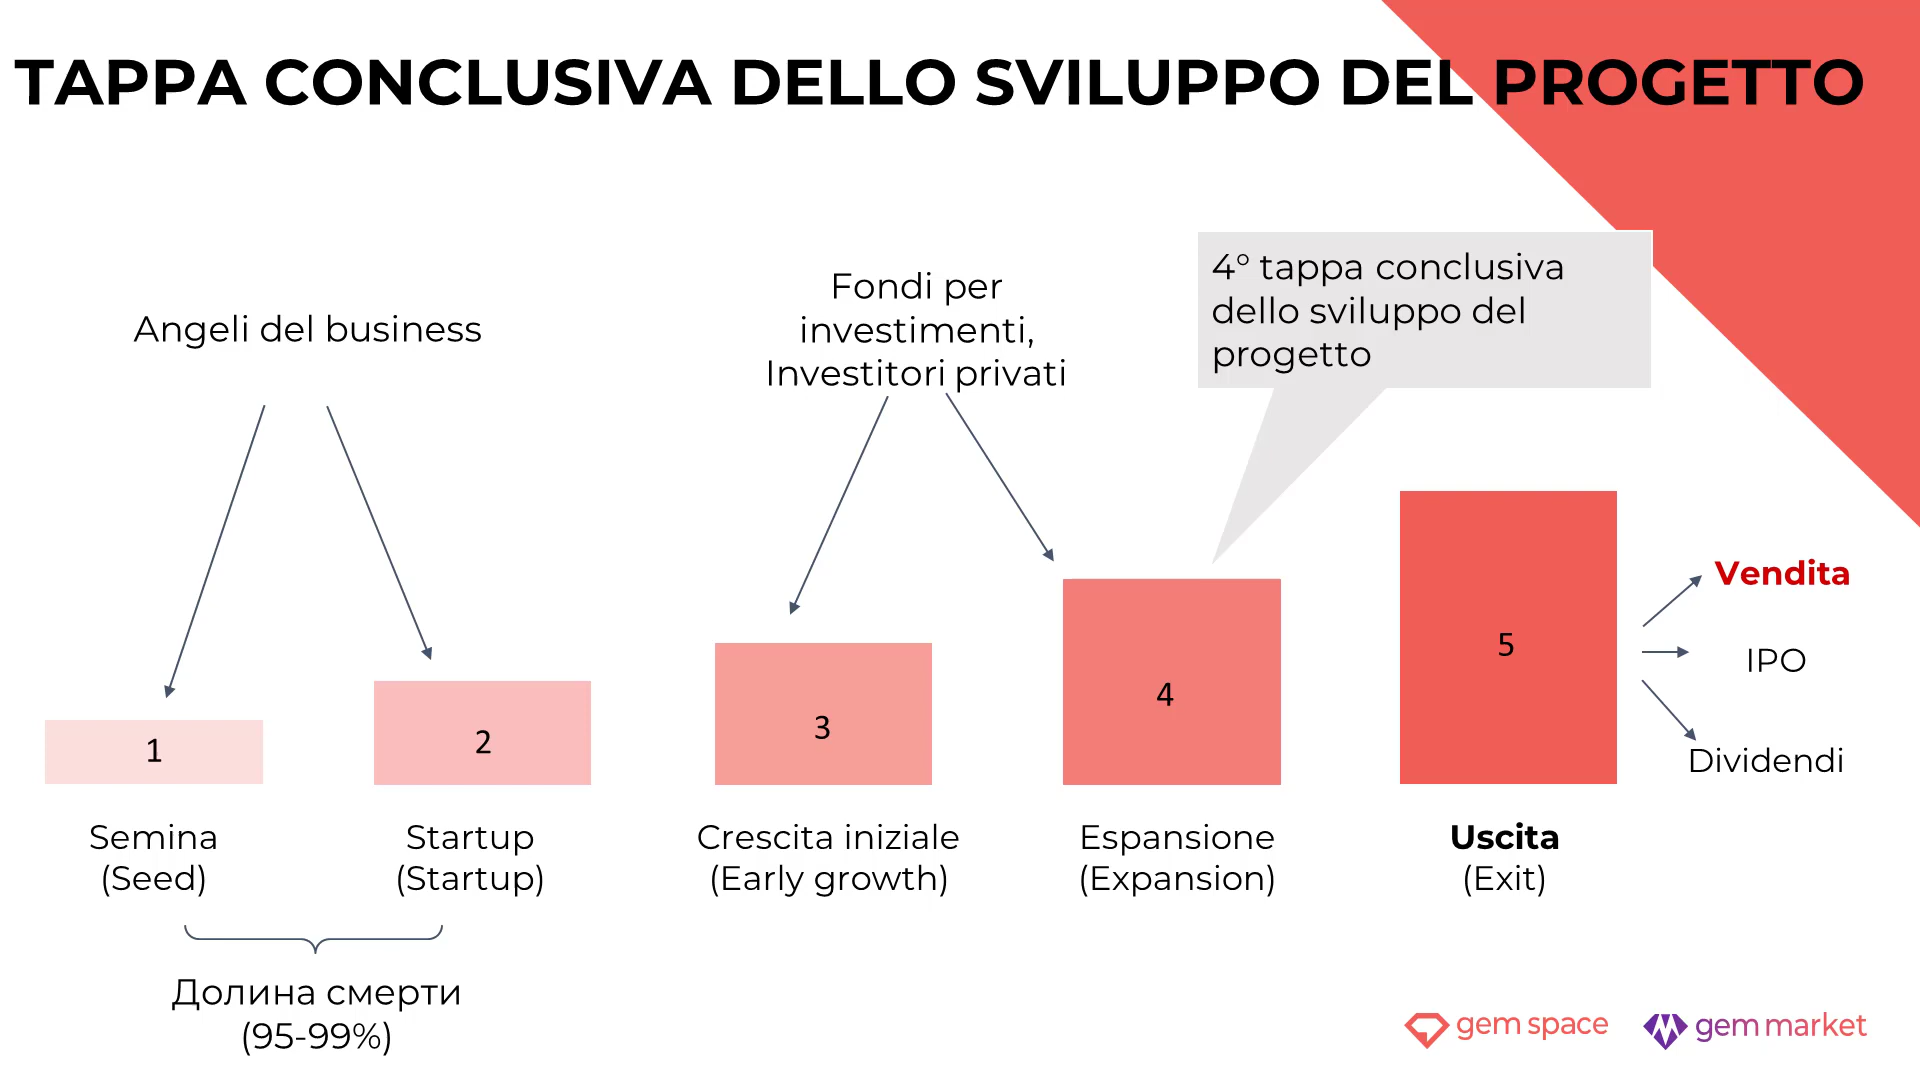 TAPPA CONCLUSIVA DELLO SVILUPPO DEL PROGETTO
Angeli del business
Fondi per
investimenti,
Investitori privati
4° tappa conclusiva
dello sviluppo del
progetto
1
2
3
4
5
Vendita
IPO
Dividendi
Semina
(Seed)
Startup
(Startup)
Crescita iniziale
(Early growth)
Espansione
(Expansion)
Uscita
(Exit)
Долина смерти
(95-99%)
gem space
gem market